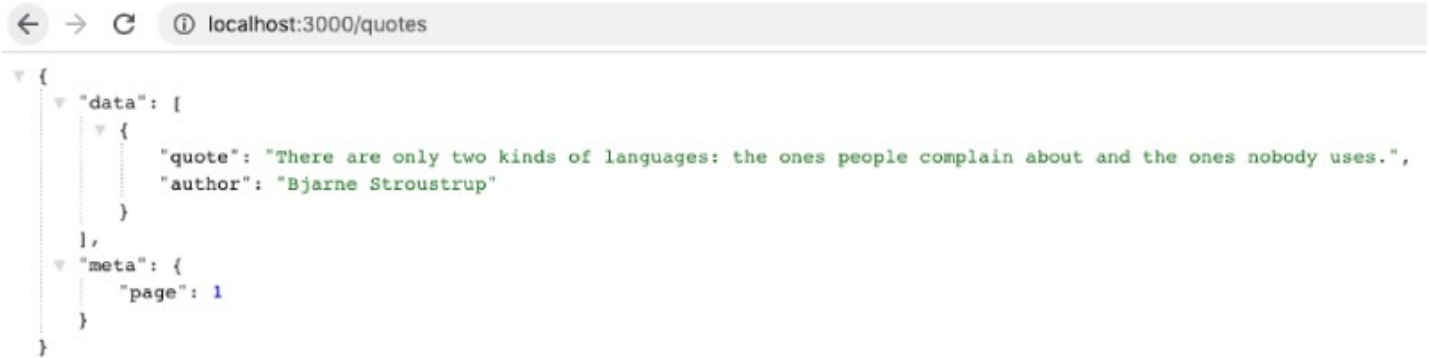 localhost:3000/quotes
{
"data": [
{
"quote": "There are only two kinds of languages: the ones people complain about and the ones nobody uses.",
"author": "Bjarne Stroustrup"
}
],
"meta": {
"page": 1
}
}